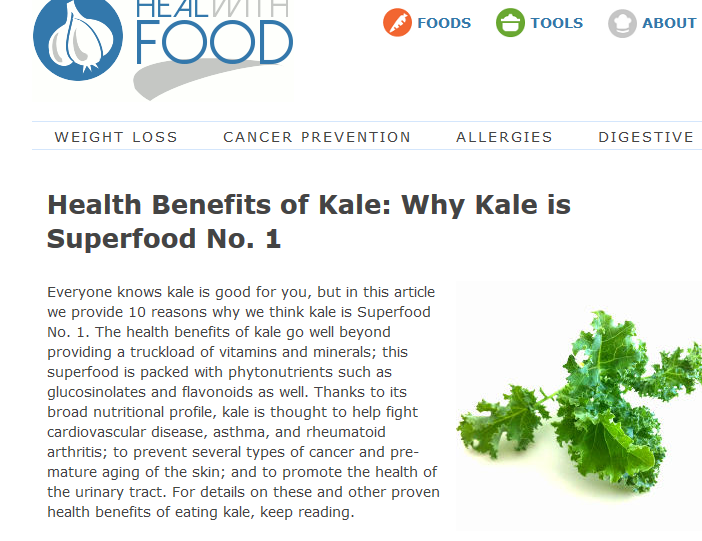 HEALWITH
FOOD
FOODS
TOOLS
ABOUT
WEIGHT LOSS
CANCER PREVENTION
ALLERGIES
DIGESTIVE
Health Benefits of Kale: Why Kale is
Superfood No. 1
Everyone knows kale is good for you, but in this article
we provide 10 reasons why we think kale is Superfood
No. 1. The health benefits of kale go well beyond
providing a truckload of vitamins and minerals; this
superfood is packed with phytonutrients such as
glucosinolates and flavonoids as well. Thanks to its
broad nutritional profile, kale is thought to help fight
cardiovascular disease, asthma, and rheumatoid
arthritis; to prevent several types of cancer and pre-
mature aging of the skin; and to promote the health of
the urinary tract. For details on these and other proven
health benefits of eating kale, keep reading.